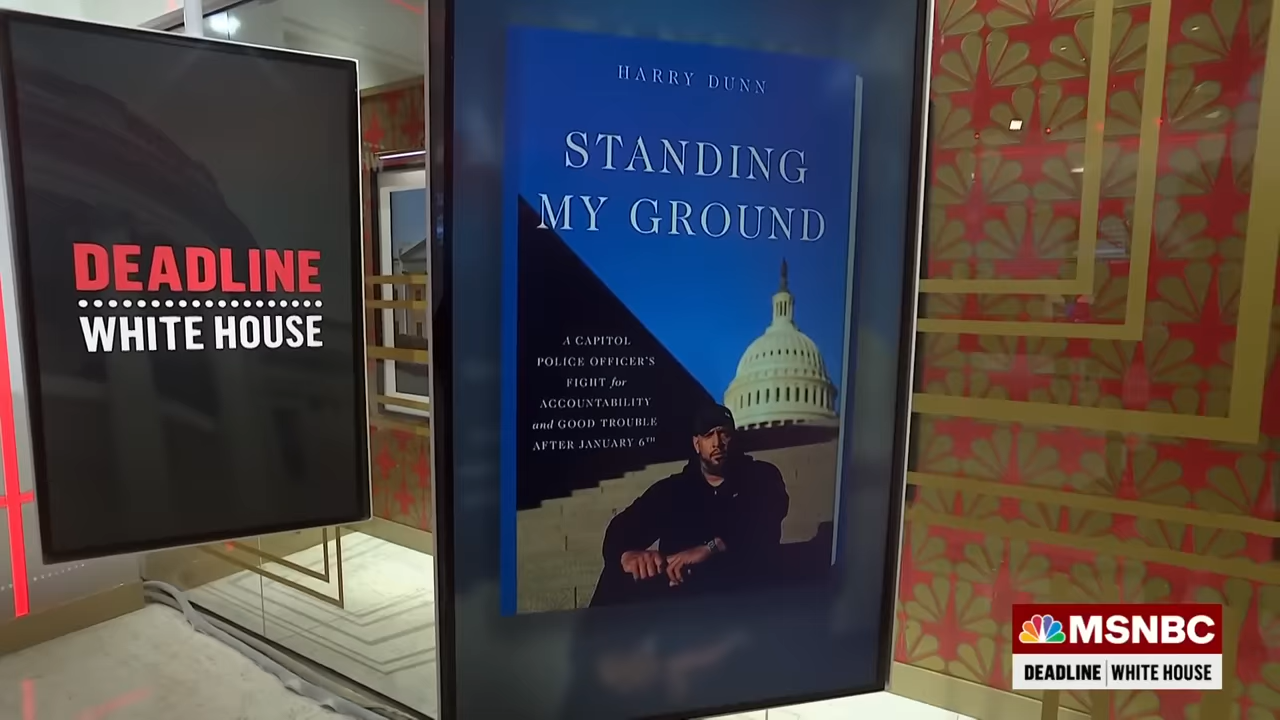 DEADLINE
WHITE HOUSE
HARRY DUNN
STANDING
MY GROUND
A CAPITOL
POLICE OFFICER'S
FIGHT for
ACCOUNTABILITY
and GOOD TROUBLE
AFTER JANUARY 6TH
MSNBC
DEADLINE | WHITE HOUSE